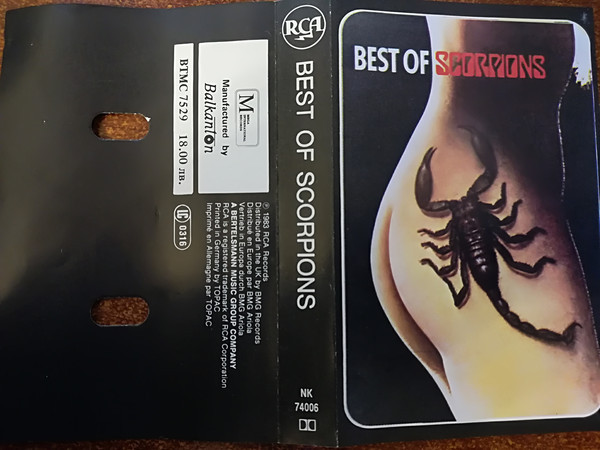 BEST OF SCORPIONS
RCA
BEST OF SCORPIONS
NK
74006
M
Manufactured by
Balkanton
BTMC 7529 18.00 лв.
LC 0316
℗ 1983 RCA Records
Distributed in the UK by BMG Records
Distribué en Europe par BMG Ariola
Vertrieb in Europa durch BMG Ariola
A BERTELSMANN MUSIC GROUP COMPANY
RCA is a registered trademark of RCA Corporation
Printed in Germany by TOPAC
Imprimé en Allemagne par TOPAC